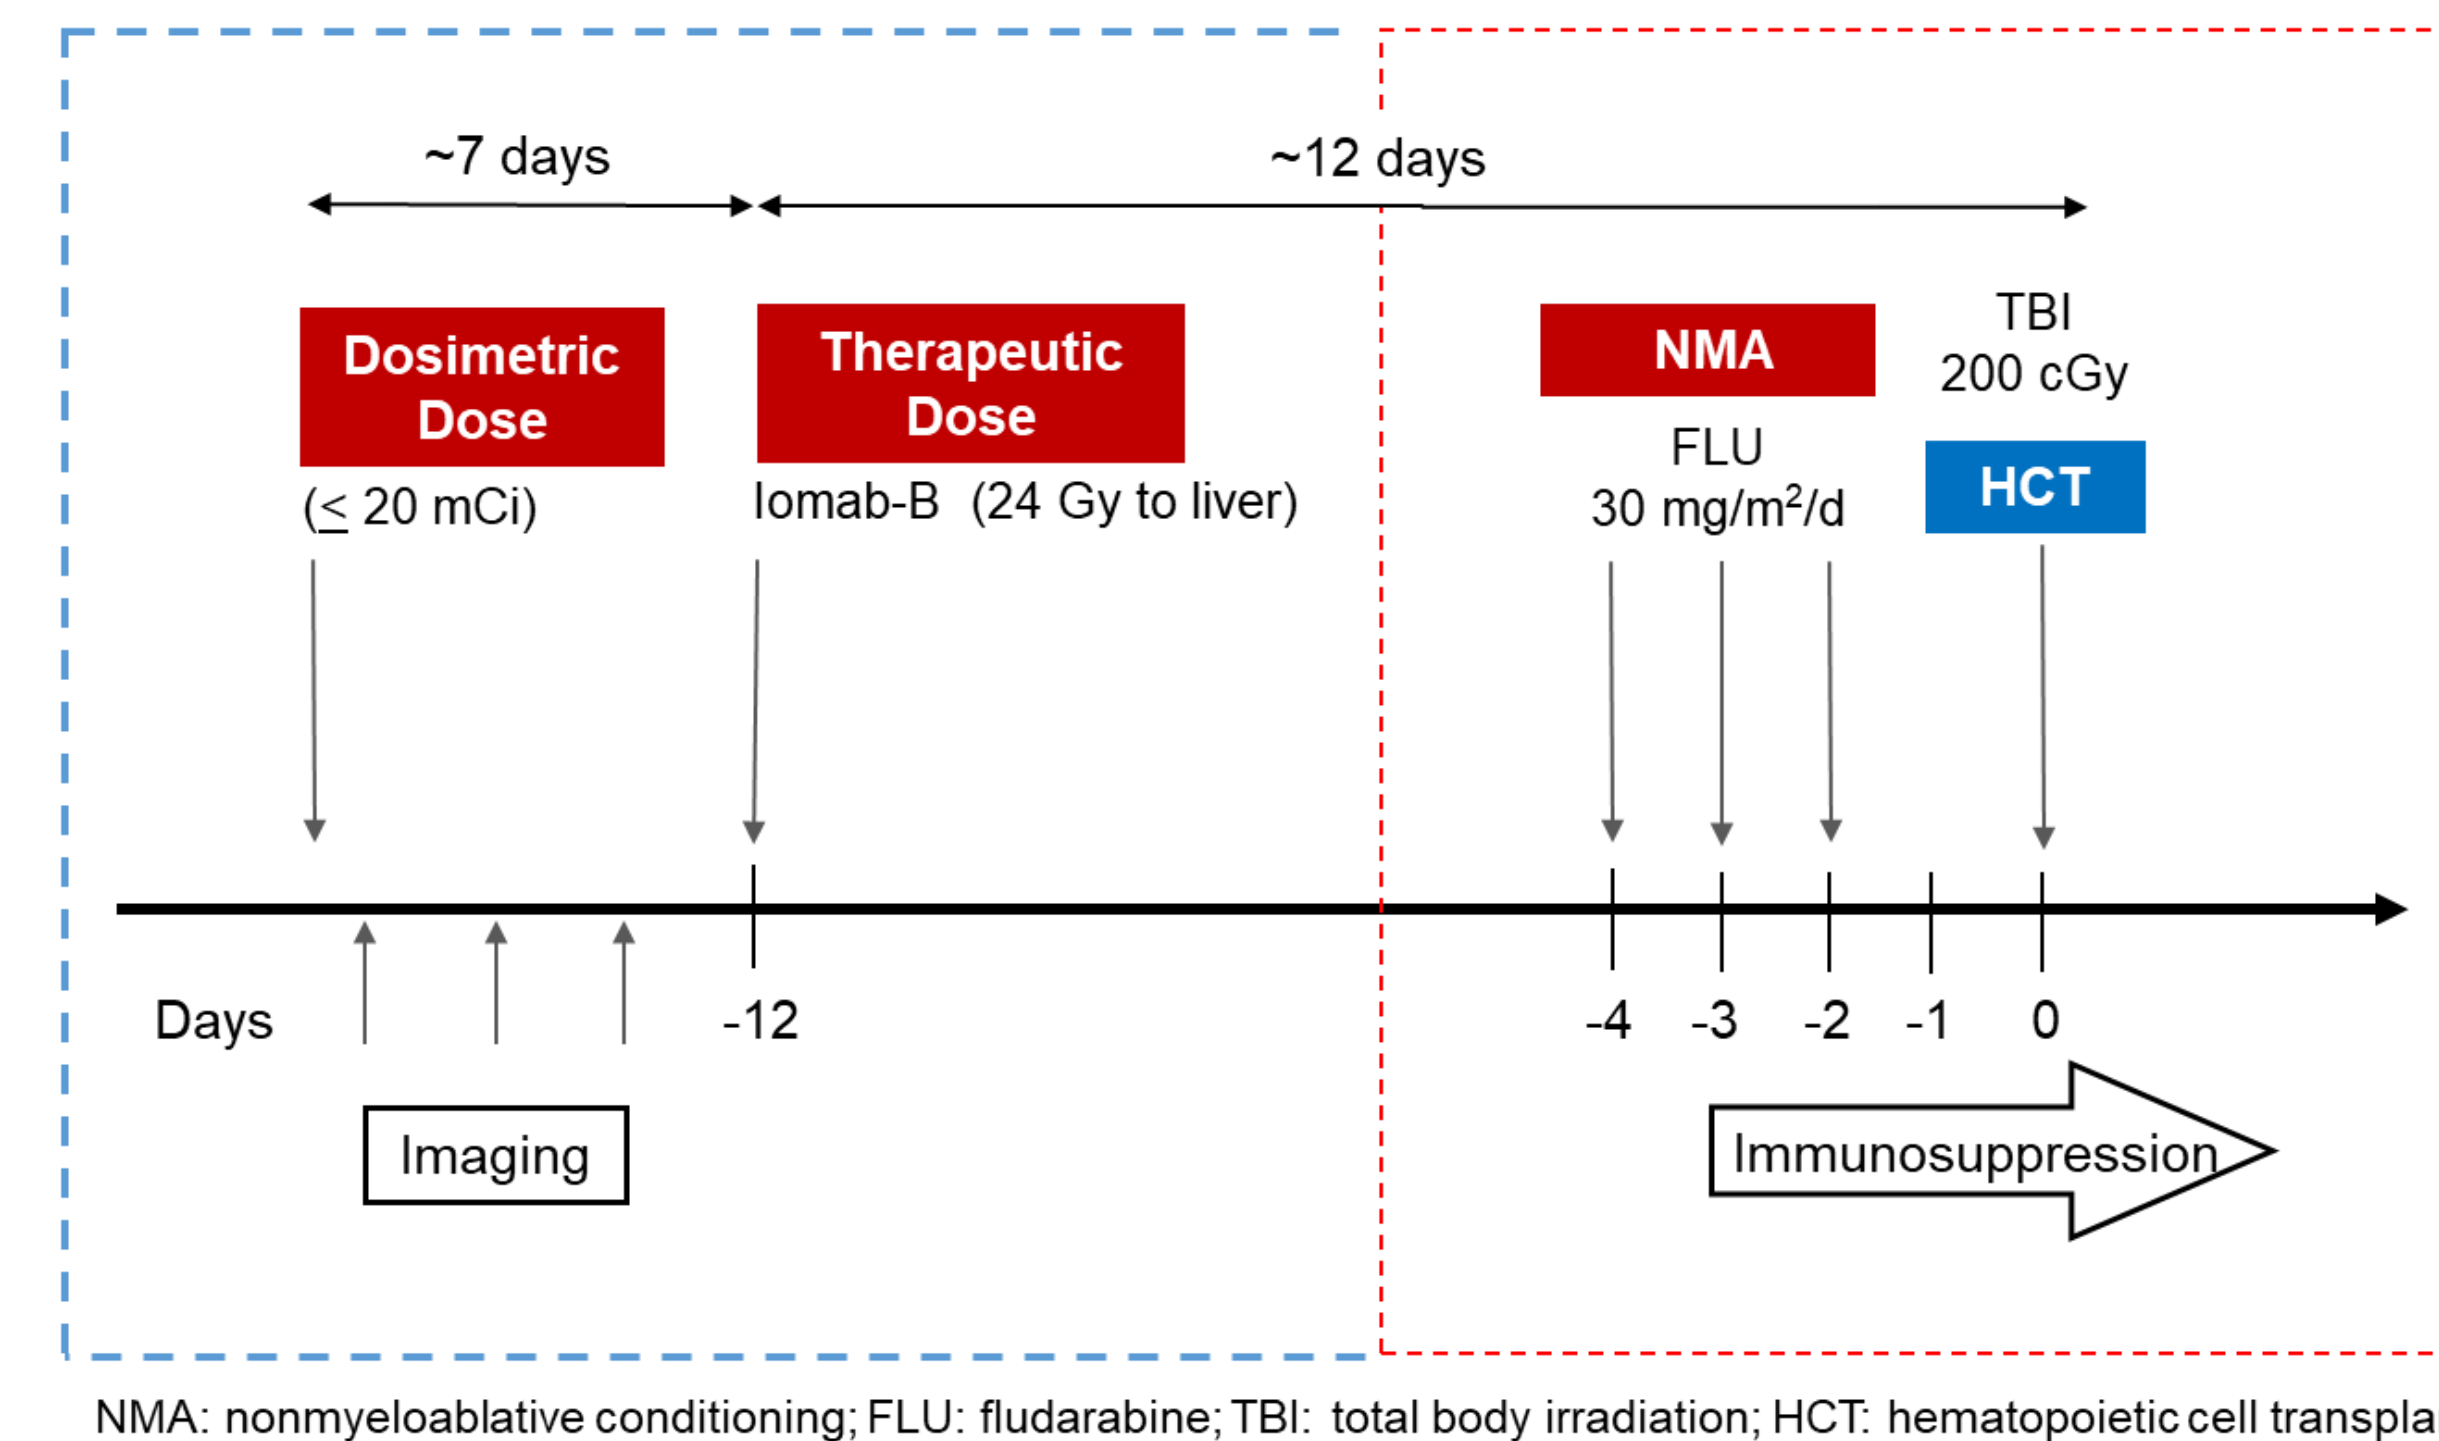 ~7 days
~12 days
Dosimetric
Dose
(≤ 20 mCi)
Therapeutic
Dose
Iomab-B (24 Gy to liver)
NMA
FLU
30 mg/m²/d
TBI
200 cGy
HCT
Days
-12
-4
-3
-2
-1
0
Imaging
Immunosuppression
NMA: nonmyeloablative conditioning; FLU: fludarabine; TBI: total body irradiation; HCT: hematopoietic cell